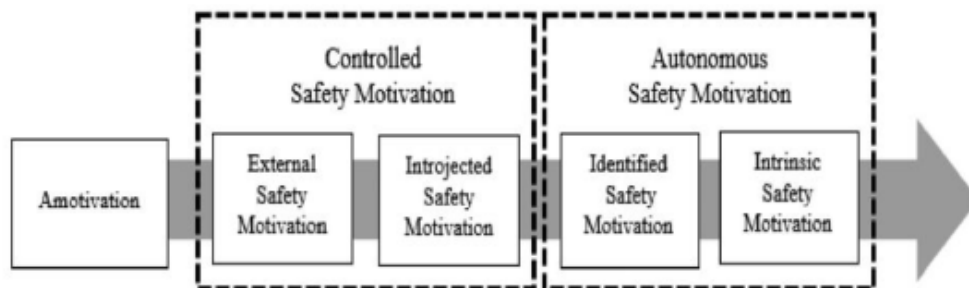 Controlled
Safety Motivation
Autonomous
Safety Motivation
Amotivation
External
Safety
Motivation
Introjected
Safety
Motivation
Identified
Safety
Motivation
Intrinsic
Safety
Motivation